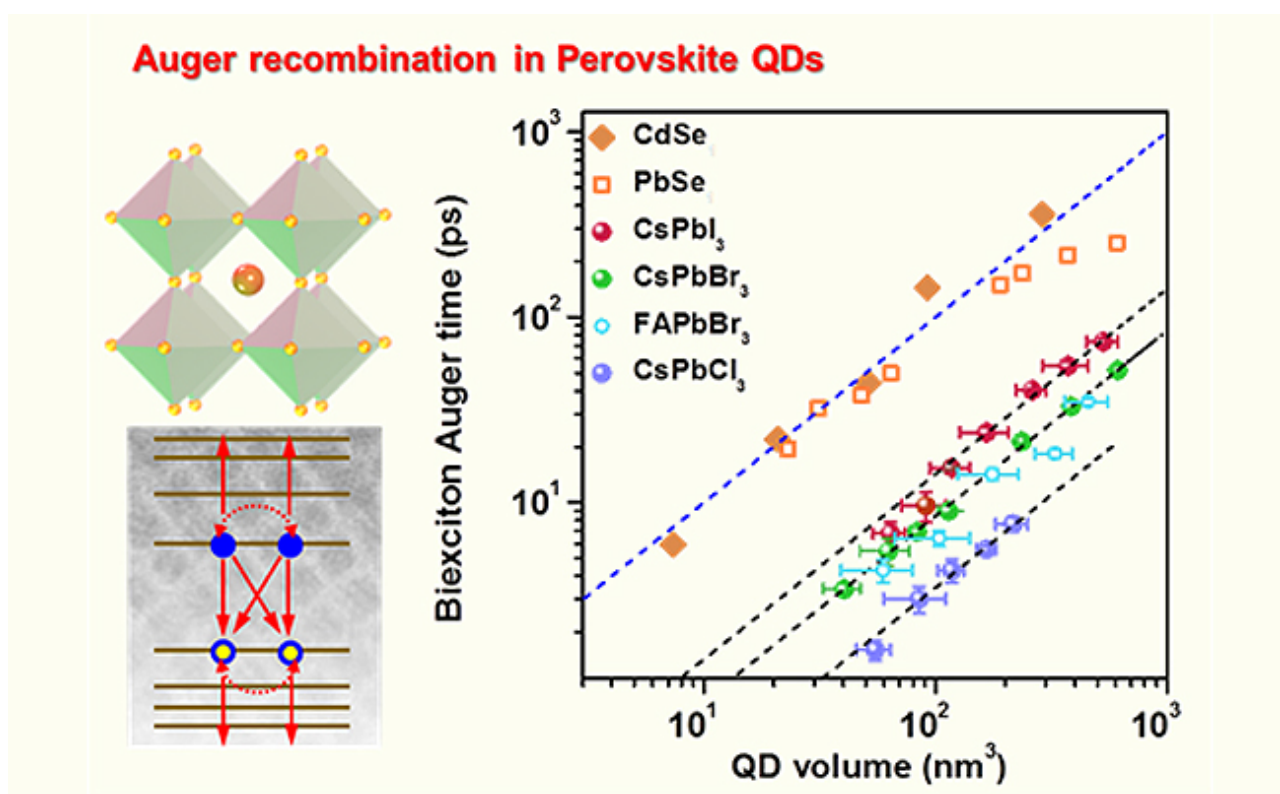 Auger recombination in Perovskite QDs
Biexciton Auger time (ps)
10³
10²
10¹
CdSe
PbSe
CsPbI₃
CsPbBr₃
FAPbBr₃
CsPbCl₃
10¹
10²
10³
QD volume (nm³)